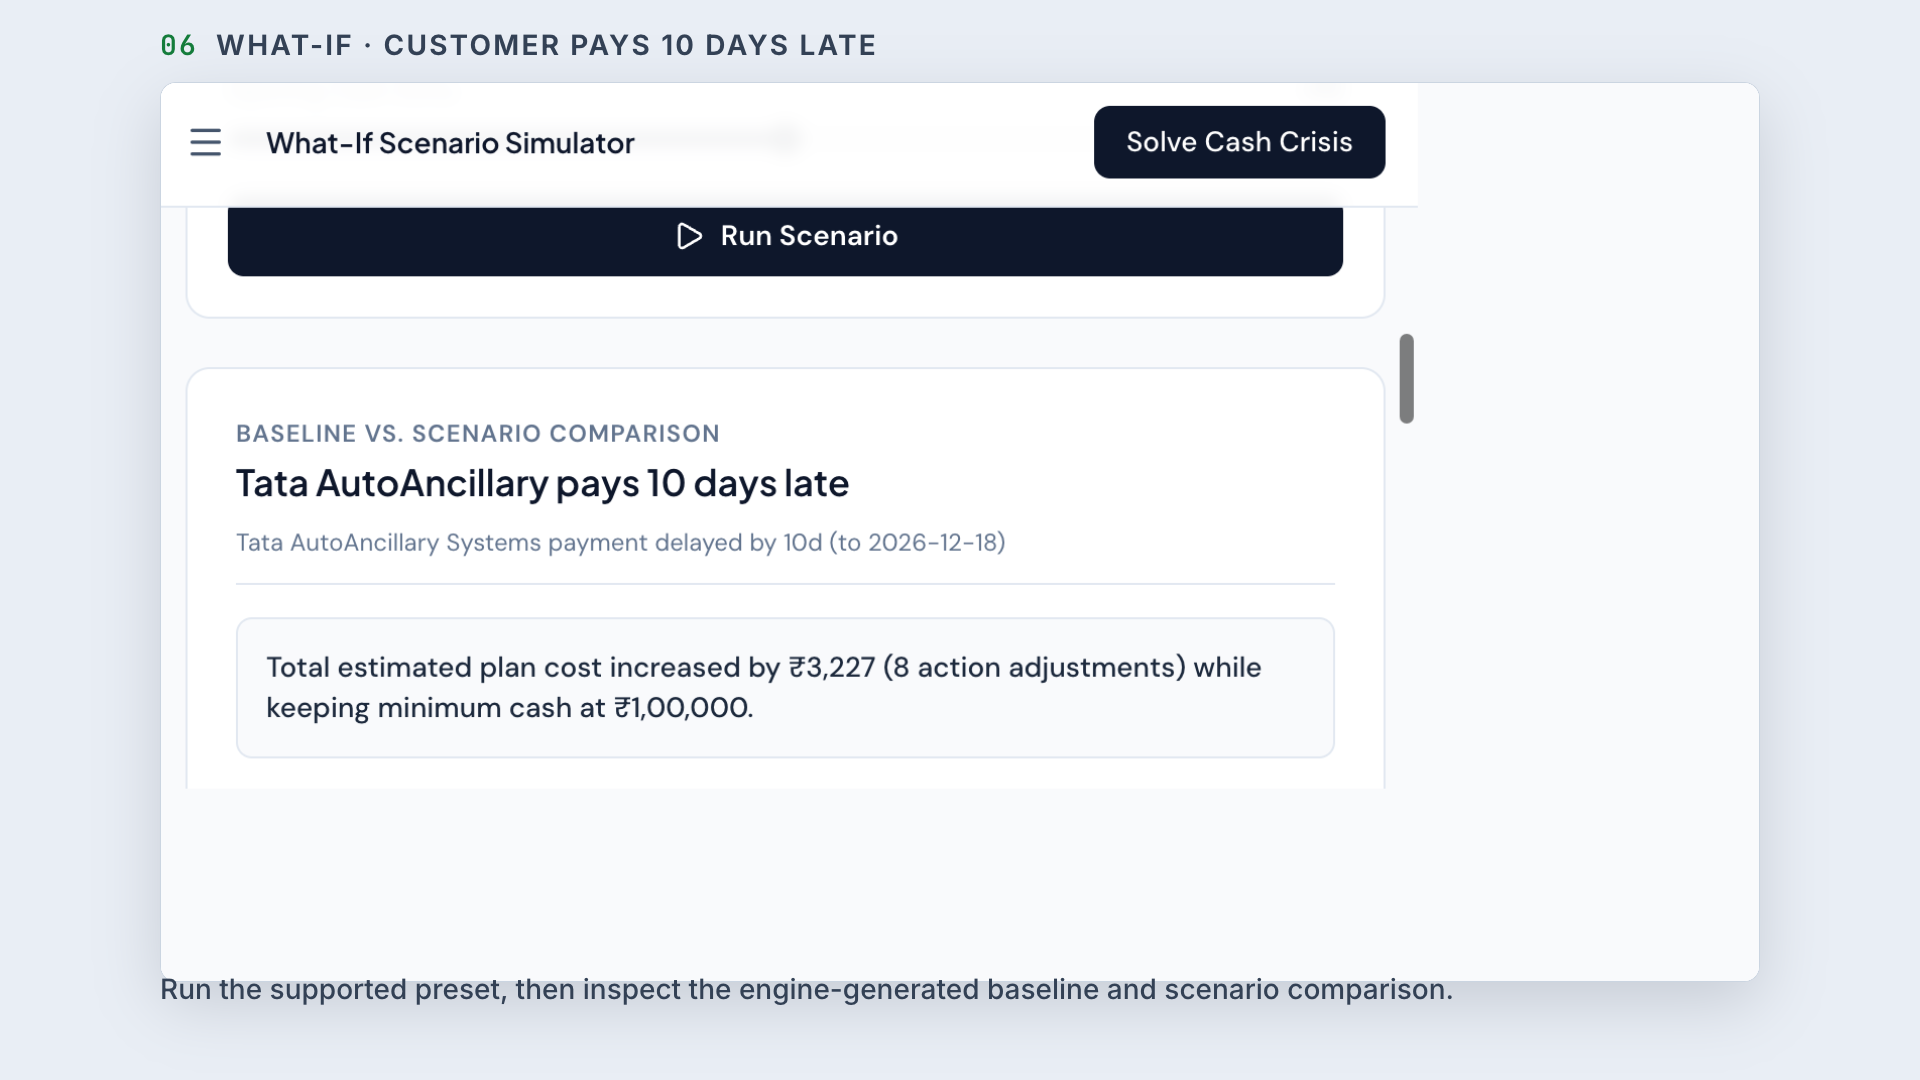 06 WHAT-IF · CUSTOMER PAYS 10 DAYS LATE
What-If Scenario Simulator
Solve Cash Crisis
Run Scenario
BASELINE VS. SCENARIO COMPARISON
Tata AutoAncillary pays 10 days late
Tata AutoAncillary Systems payment delayed by 10d (to 2026-12-18)
Total estimated plan cost increased by ₹3,227 (8 action adjustments) while
keeping minimum cash at ₹1,00,000.
Run the supported preset, then inspect the engine-generated baseline and scenario comparison.